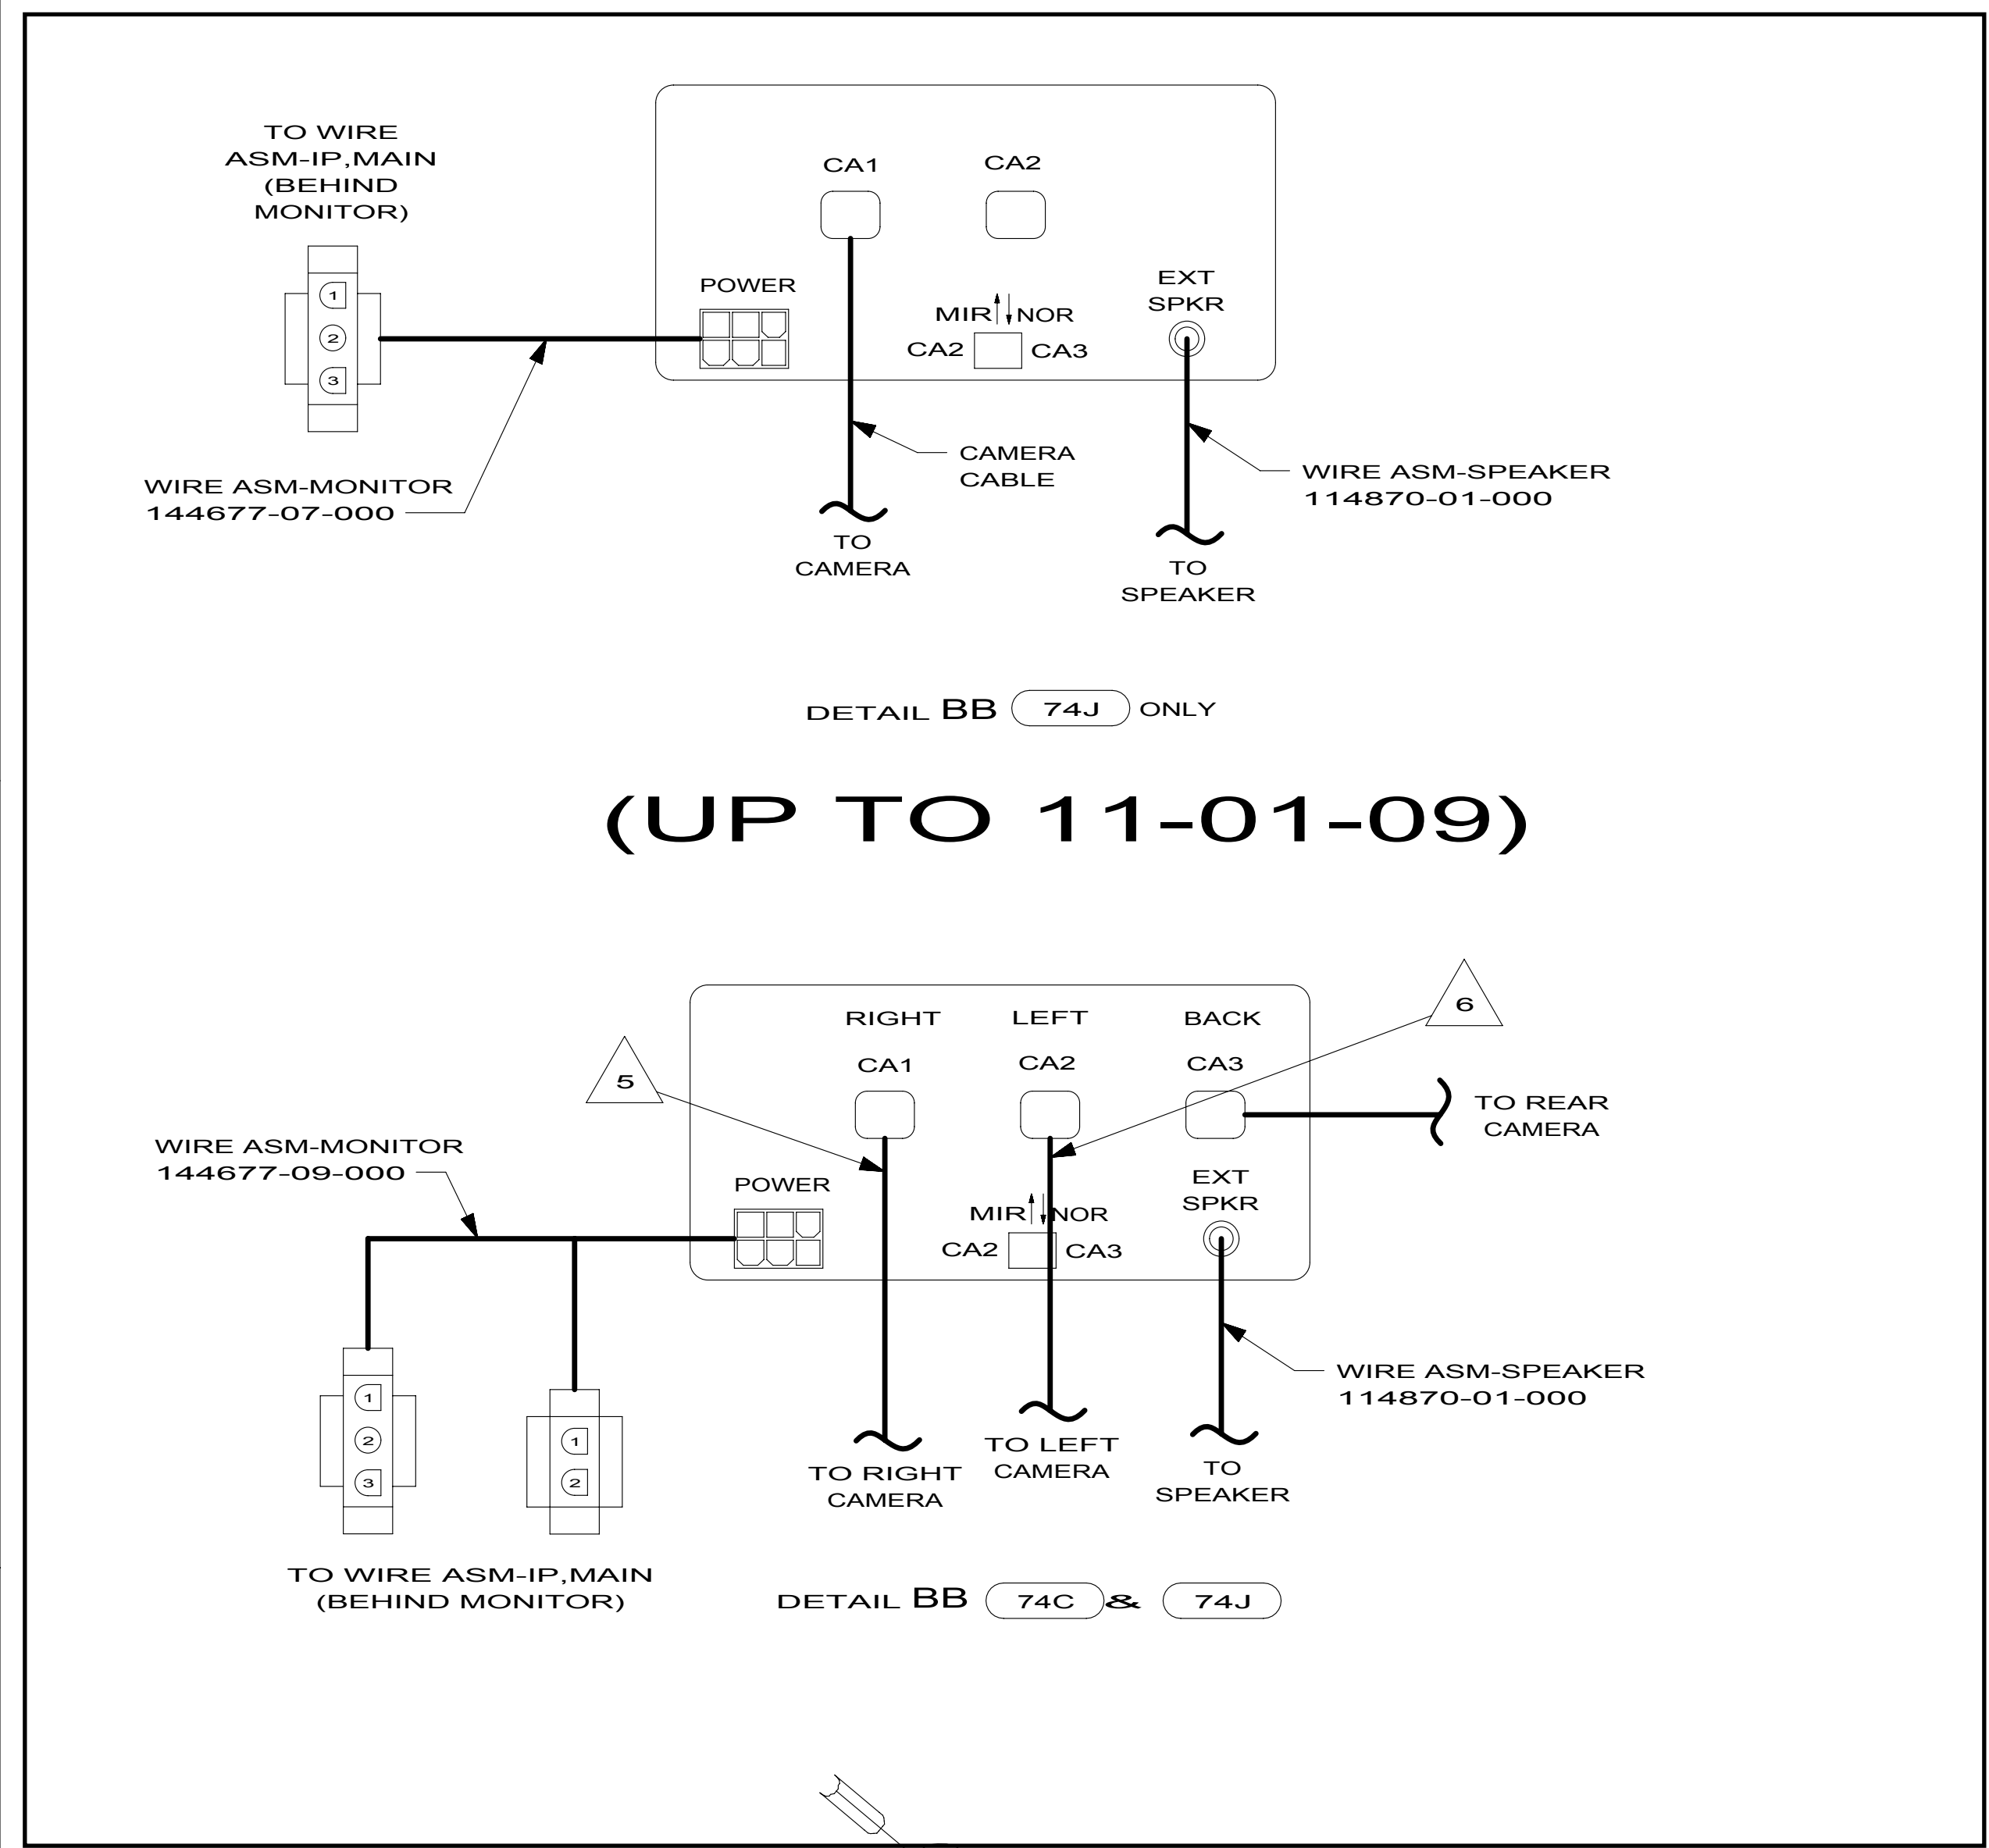 TO WIRE
ASM-IP,MAIN
(BEHIND
MONITOR)
1
2
3
WIRE ASM-MONITOR
144677-07-000
CA1
CA2
POWER
MIR NOR
CA2 CA3
EXT
SPKR
CAMERA
CABLE
WIRE ASM-SPEAKER
114870-01-000
TO
CAMERA
TO
SPEAKER
DETAIL BB 74J ONLY
(UP TO 11-01-09)
RIGHT
LEFT
BACK
CA1
CA2
CA3
5
6
TO REAR
CAMERA
WIRE ASM-MONITOR
144677-09-000
POWER
MIR NOR
CA2 CA3
EXT
SPKR
WIRE ASM-SPEAKER
114870-01-000
1
2
3
1
2
TO RIGHT
CAMERA
TO LEFT
CAMERA
TO
SPEAKER
TO WIRE ASM-IP,MAIN
(BEHIND MONITOR)
DETAIL BB 74C & 74J